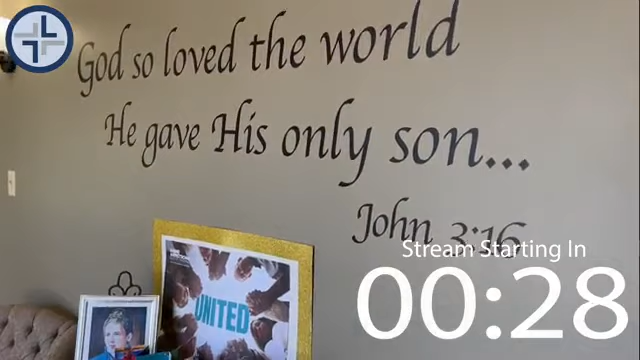 God so loved the world
He gave His only son...
John 3:16
Stream Starting In
00:28
UNITED